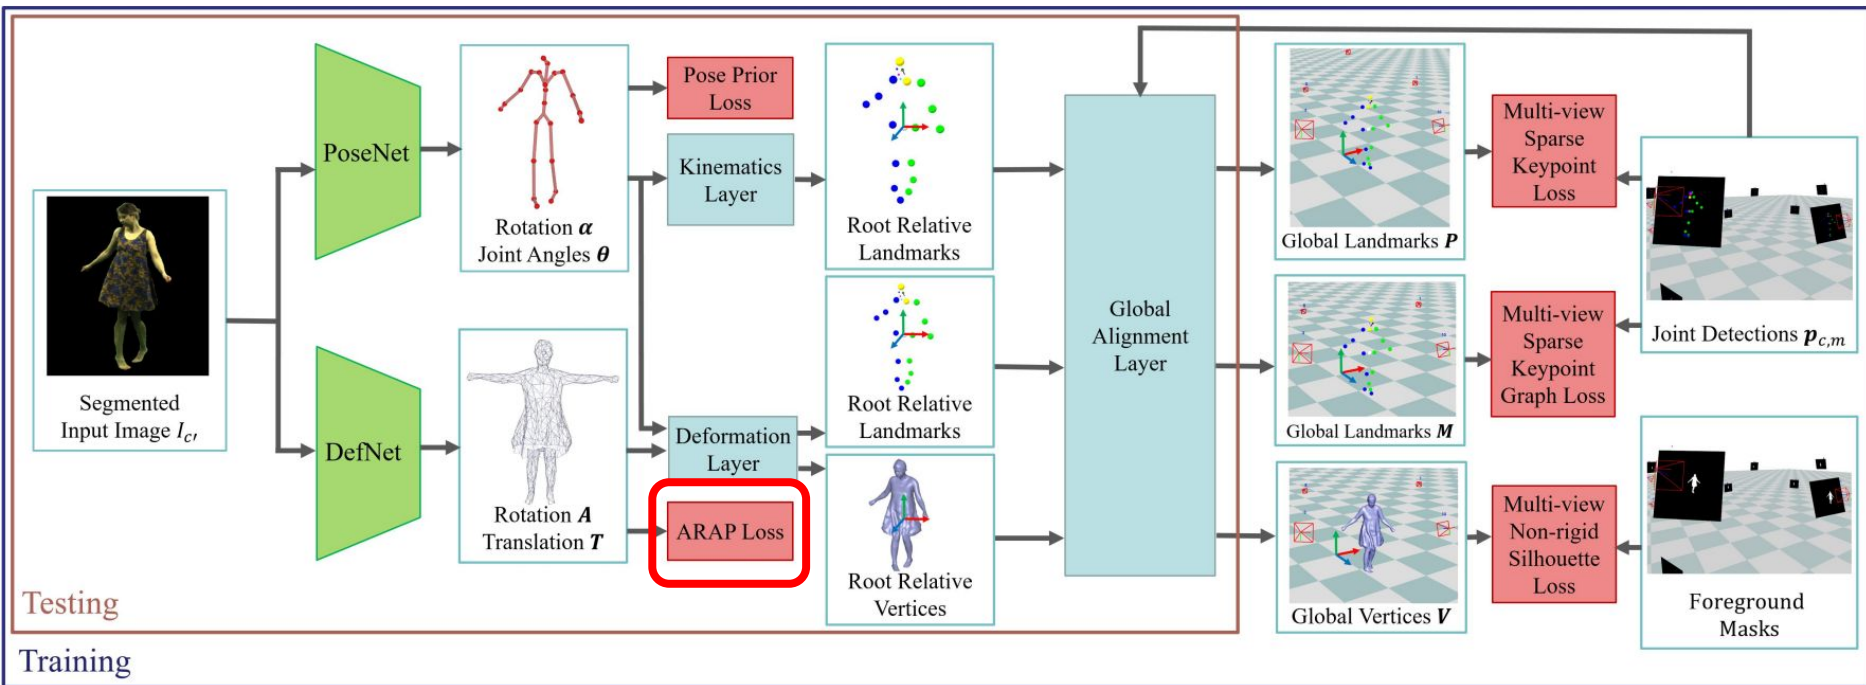 Segmented
Input Image I_c'
PoseNet
DefNet
Rotation α
Joint Angles θ
Rotation A
Translation T
Pose Prior
Loss
Kinematics
Layer
Deformation
Layer
ARAP Loss
Root Relative
Landmarks
Root Relative
Landmarks
Root Relative
Vertices
Global
Alignment
Layer
Global Landmarks P
Global Landmarks M
Global Vertices V
Multi-view
Sparse
Keypoint
Loss
Multi-view
Sparse
Keypoint
Graph Loss
Multi-view
Non-rigid
Silhouette
Loss
Joint Detections p_c,m
Foreground
Masks
Testing
Training